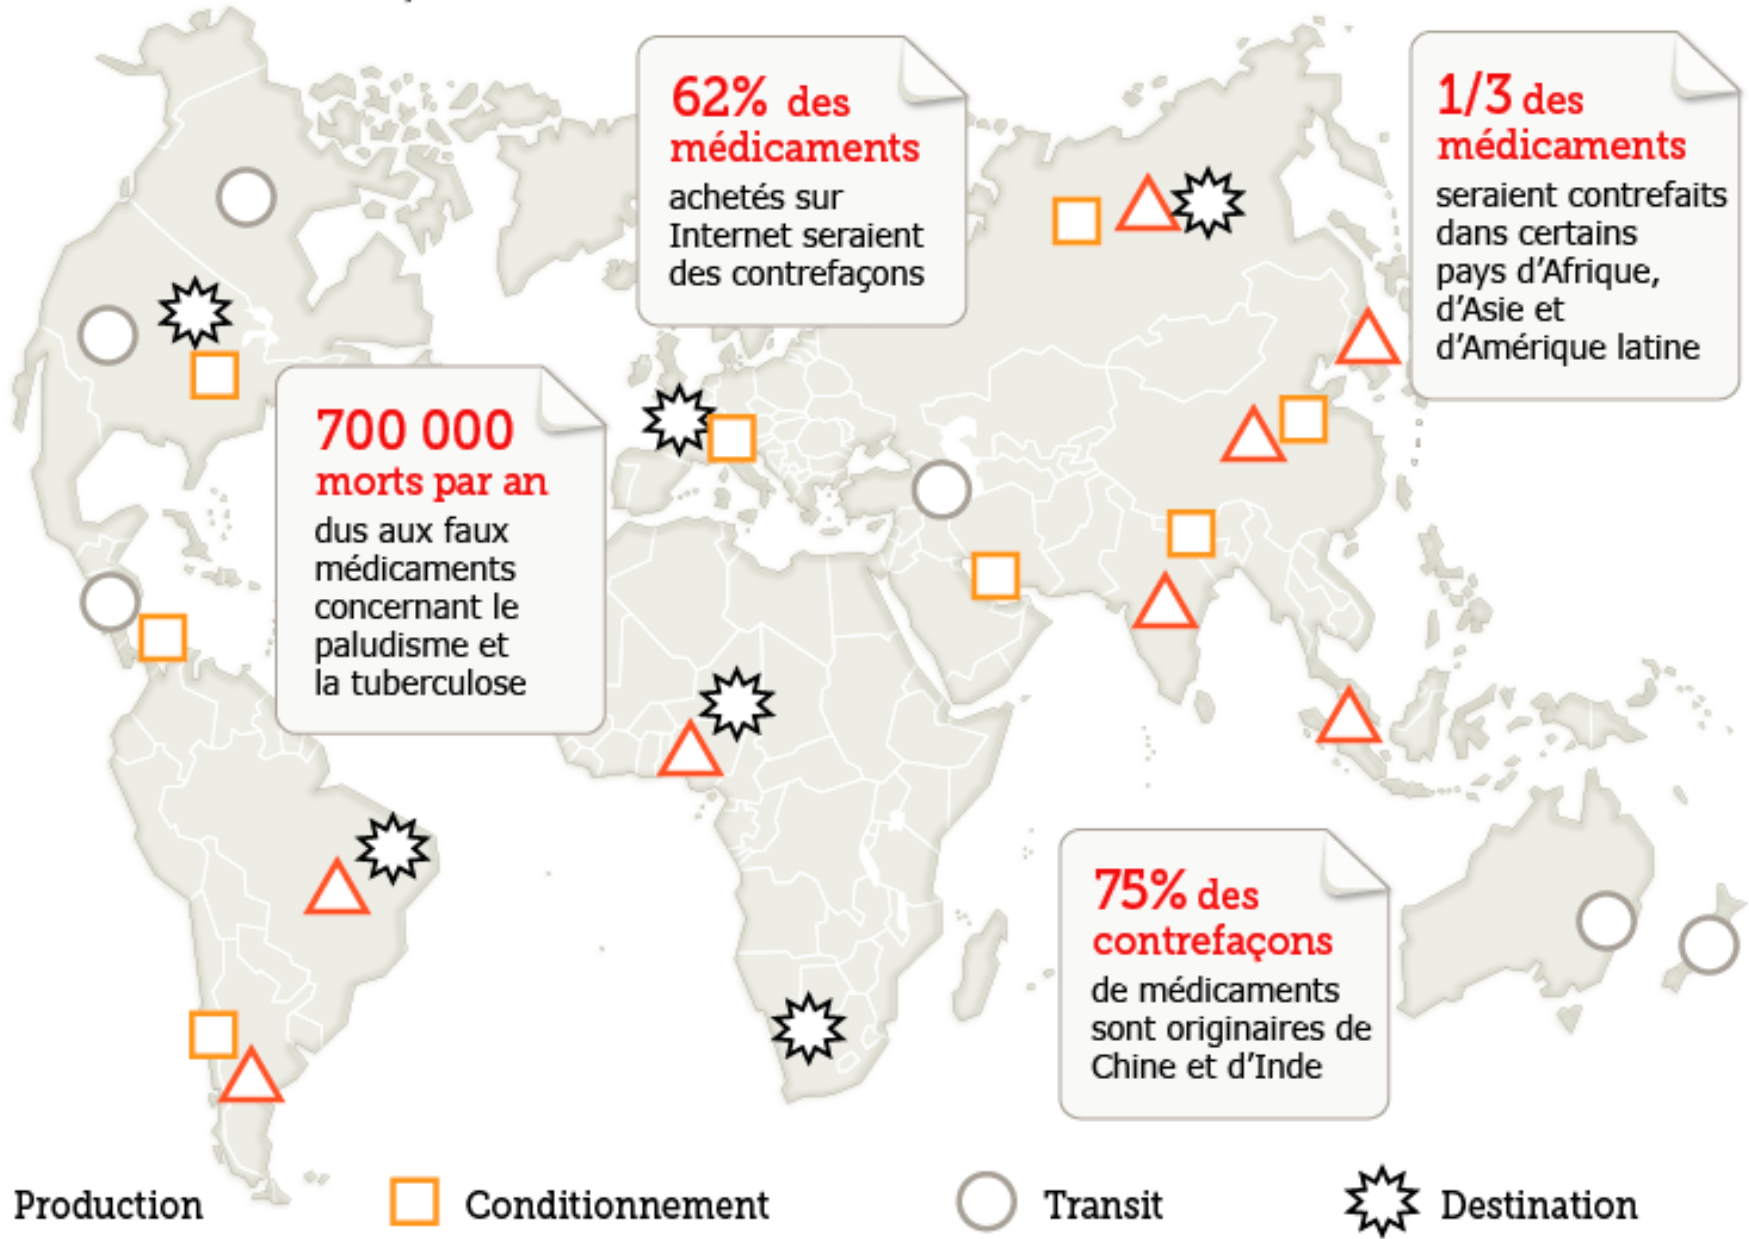 62% des
médicaments
achetés sur
Internet seraient
des contrefaçons
1/3 des
médicaments
seraient contrefaits
dans certains
pays d’Afrique,
d’Asie et
d’Amérique latine
700 000
morts par an
dus aux faux
médicaments
concernant le
paludisme et
la tuberculose
75% des
contrefaçons
de médicaments
sont originaires de
Chine et d’Inde
Production
Conditionnement
Transit
Destination